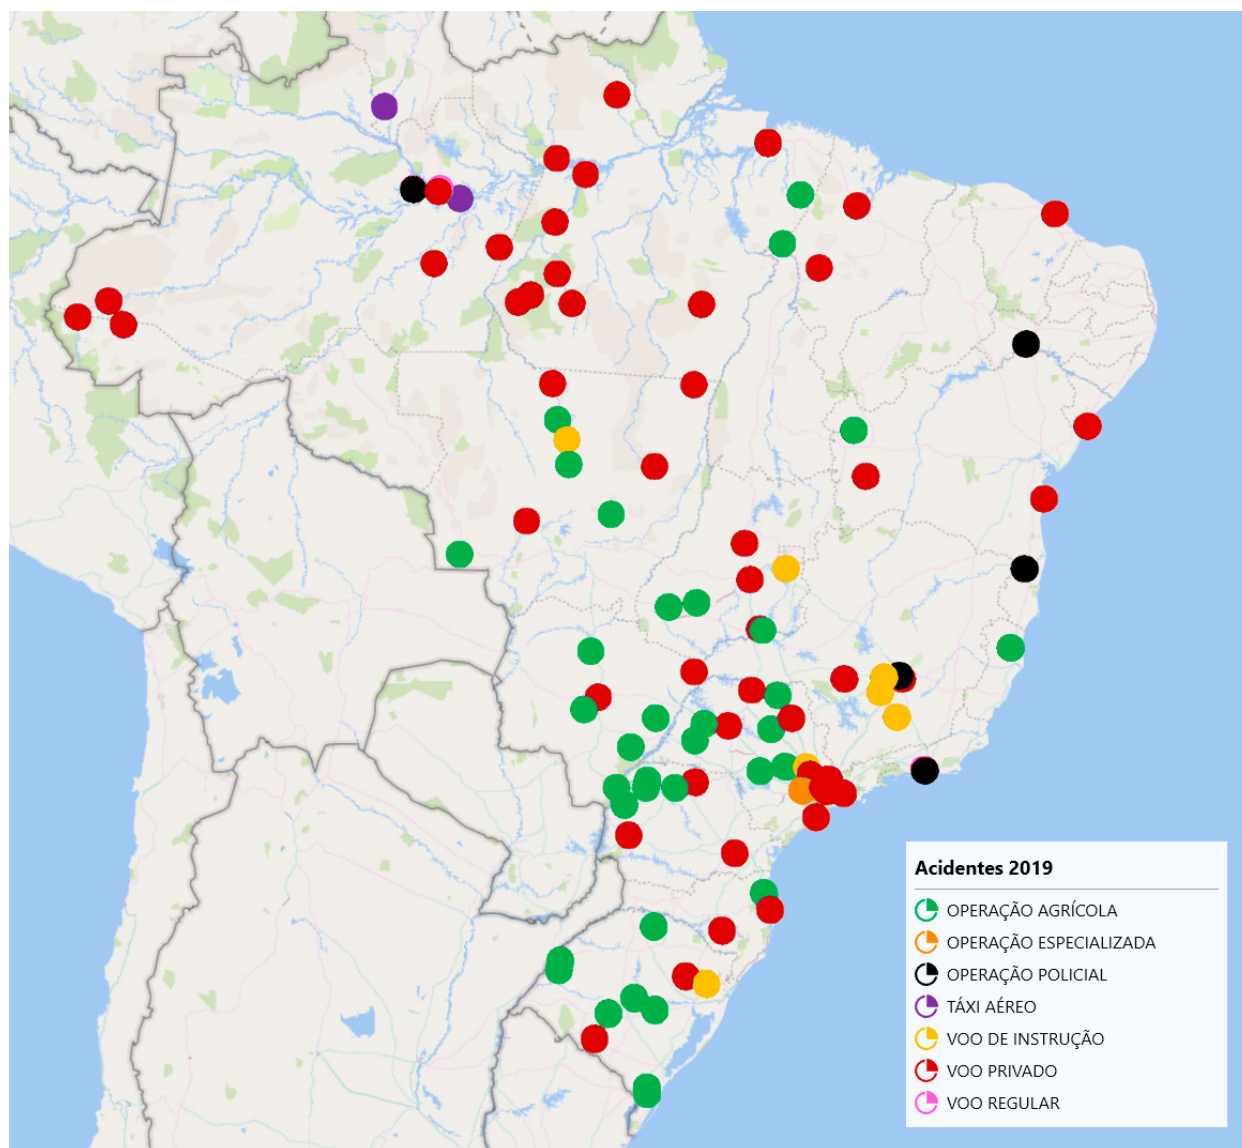 Acidentes 2019
OPERAÇÃO AGRÍCOLA
OPERAÇÃO ESPECIALIZADA
OPERAÇÃO POLICIAL
TÁXI AÉREO
VOO DE INSTRUÇÃO
VOO PRIVADO
VOO REGULAR